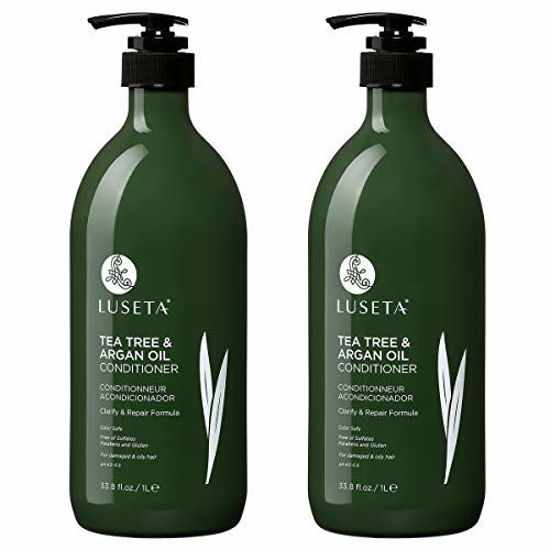 LUSETA®
TEA TREE &
ARGAN OIL
CONDITIONER
CONDITIONNEUR
ACONDICIONADOR
Clarify & Repair Formula
Color Safe
Free of Sulfates
Parabens and Gluten
For damaged & oily hair
33.8 fl.oz./ 1L℮
LUSETA®
TEA TREE &
ARGAN OIL
CONDITIONER
CONDITIONNEUR
ACONDICIONADOR
Clarify & Repair Formula
Color Safe
Free of Sulfates
Parabens and Gluten
For damaged & oily hair
33.8 fl.oz./ 1L℮